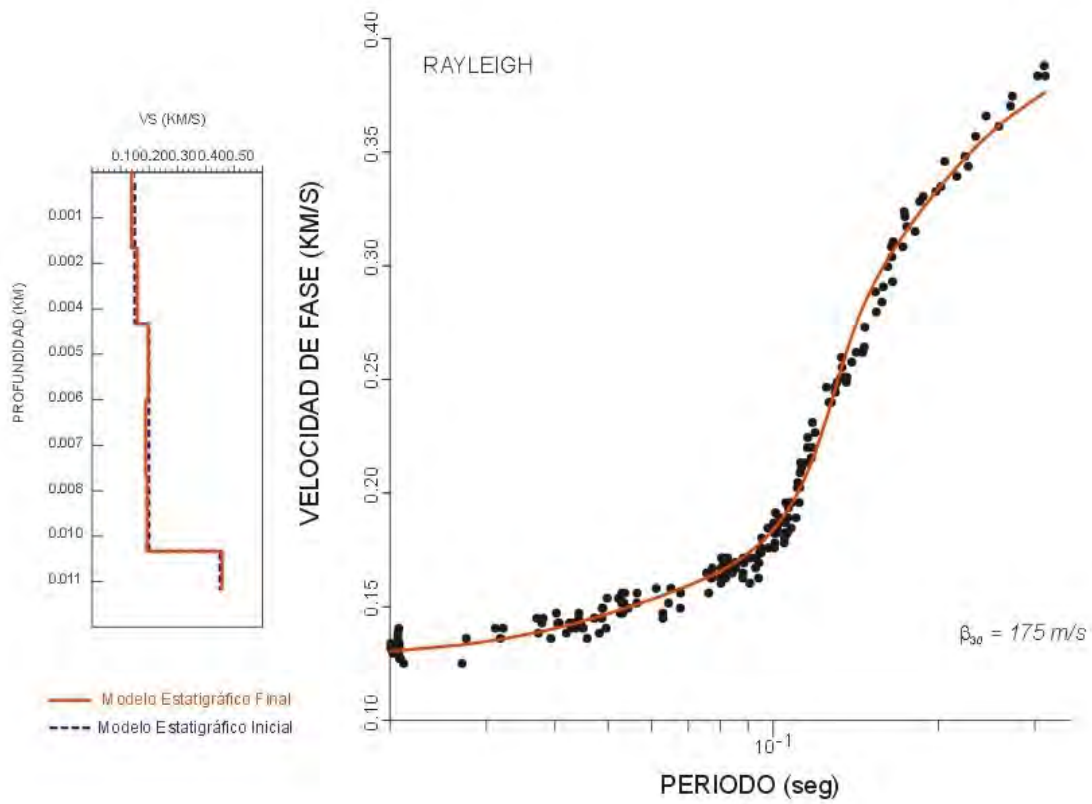 VS (KM/S)
0.10 0.20 0.30 0.40 0.50
PROFUNDIDAD (KM)
0.001
0.002
0.004
0.005
0.006
0.007
0.008
0.010
0.011
Modelo Estatigráfico Final
Modelo Estatigráfico Inicial
RAYLEIGH
VELOCIDAD DE FASE (KM/S)
0.40
0.35
0.30
0.25
0.20
0.15
0.10
β₃₀ = 175 m/s
10⁻¹
PERIODO (seg)